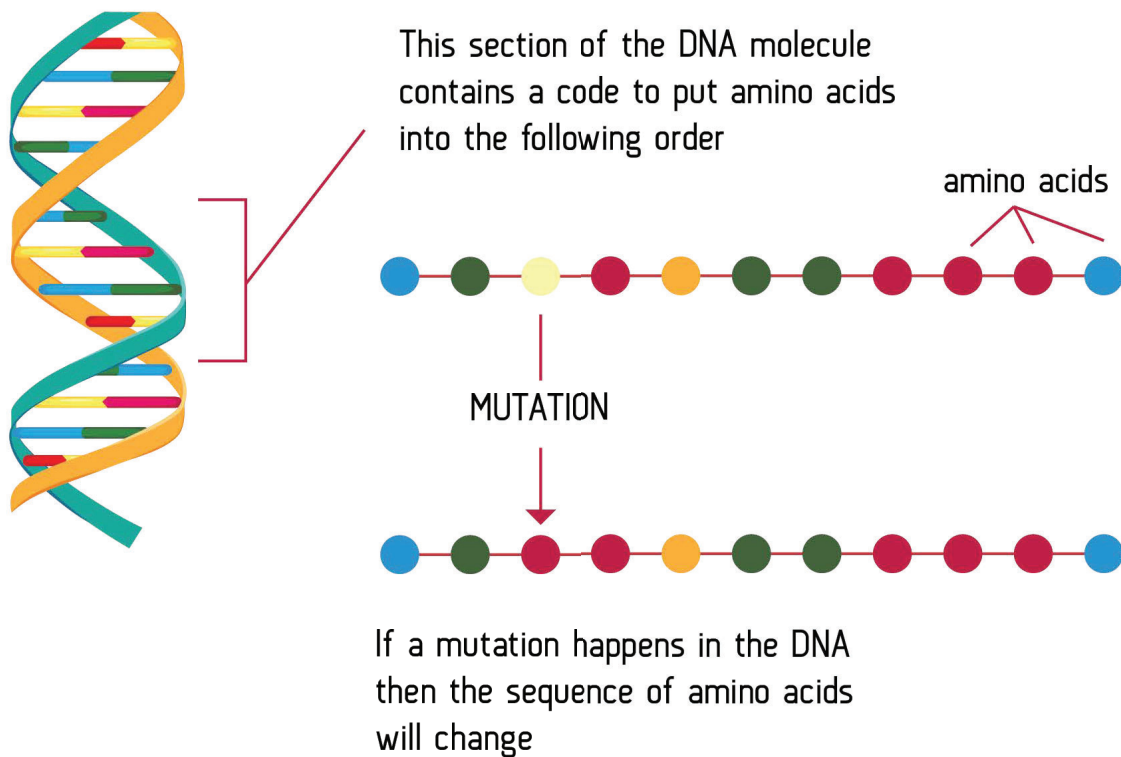 This section of the DNA molecule
contains a code to put amino acids
into the following order
amino acids
MUTATION
If a mutation happens in the DNA
then the sequence of amino acids
will change